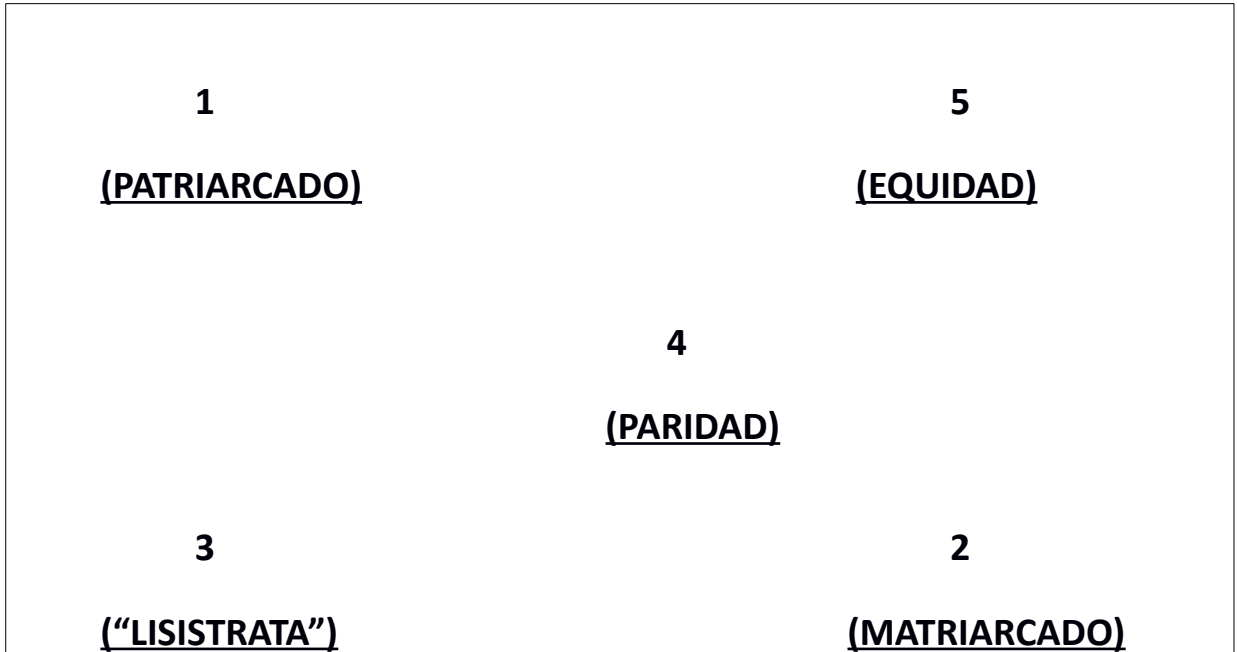 1 5
(PATRIARCADO) (EQUIDAD)
4
(PARIDAD)
3 2
(“LISISTRATA”) (MATRIARCADO)